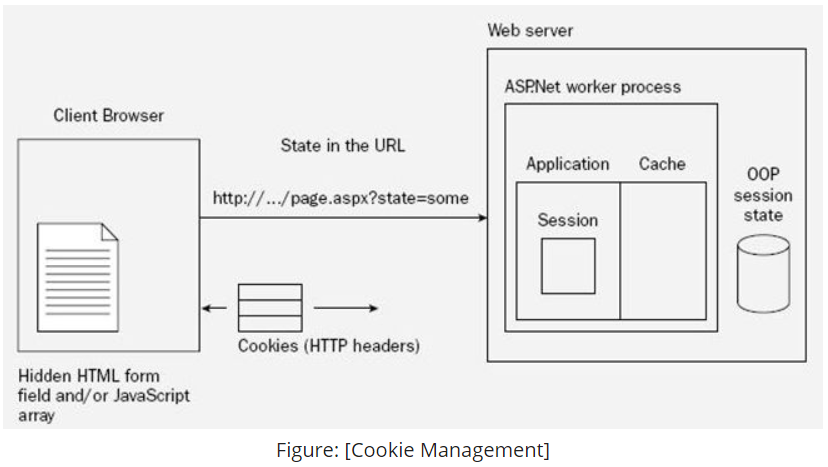 Web server
ASP.Net worker process
Client Browser
State in the URL
Application
Cache
OOP
session
state
http://.../page.aspx?state=some
Session
Cookies (HTTP headers)
Hidden HTML form
field and/or JavaScript
array
Figure: [Cookie Management]